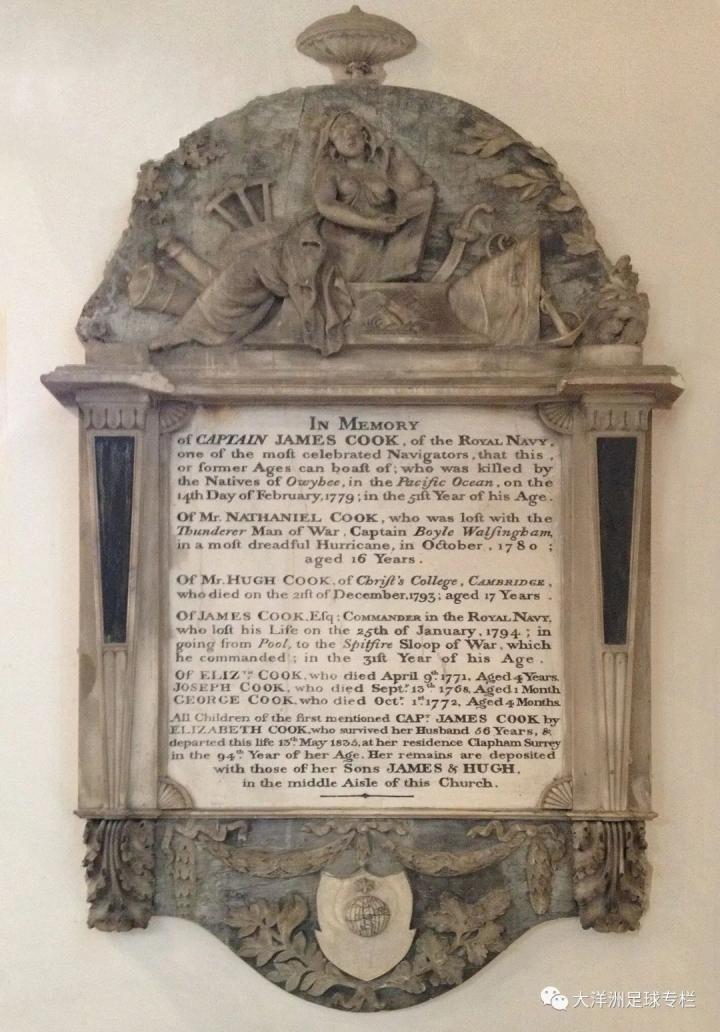 IN MEMORY
of CAPTAIN JAMES COOK, of the ROYAL NAVY,
one of the moſt celebrated Navigators, that this,
or former Ages can boaſt of; who was killed by
the Natives of Owyhee, in the Pacific Ocean, on the
14th Day of February, 1779; in the 51ſt Year of his Age.
Of Mr. NATHANIEL COOK, who was loſt with the
Thunderer Man of War, Captain Boyle Walſingham,
in a moſt dreadful Hurricane, in October, 1780;
aged 16 Years.
Of Mr. HUGH COOK, of Chriſt's College, CAMBRIDGE,
who died on the 21ſt of December, 1793; aged 17 Years.
Of JAMES COOK, Eſq; COMMANDER in the ROYAL NAVY,
who loſt his Life on the 25th of January, 1794; in
going from Pool, to the Spitfire Sloop of War, which
he commanded; in the 31ſt Year of his Age.
Of ELIZTH COOK, who died April 9th 1771, Aged 4 Years.
JOSEPH COOK, who died Septr. 13th 1768, Aged 1 Month
GEORGE COOK, who died Octr. 1st 1772, Aged 4 Months.
All Children of the first mentioned CAPT. JAMES COOK by
ELIZABETH COOK, who survived her Husband 56 Years, &
departed this life 13th May 1835, at her residence Clapham Surrey
in the 94th Year of her Age. Her remains are deposited
with those of her Sons JAMES & HUGH,
in the middle Aisle of this Church.
大洋洲足球专栏